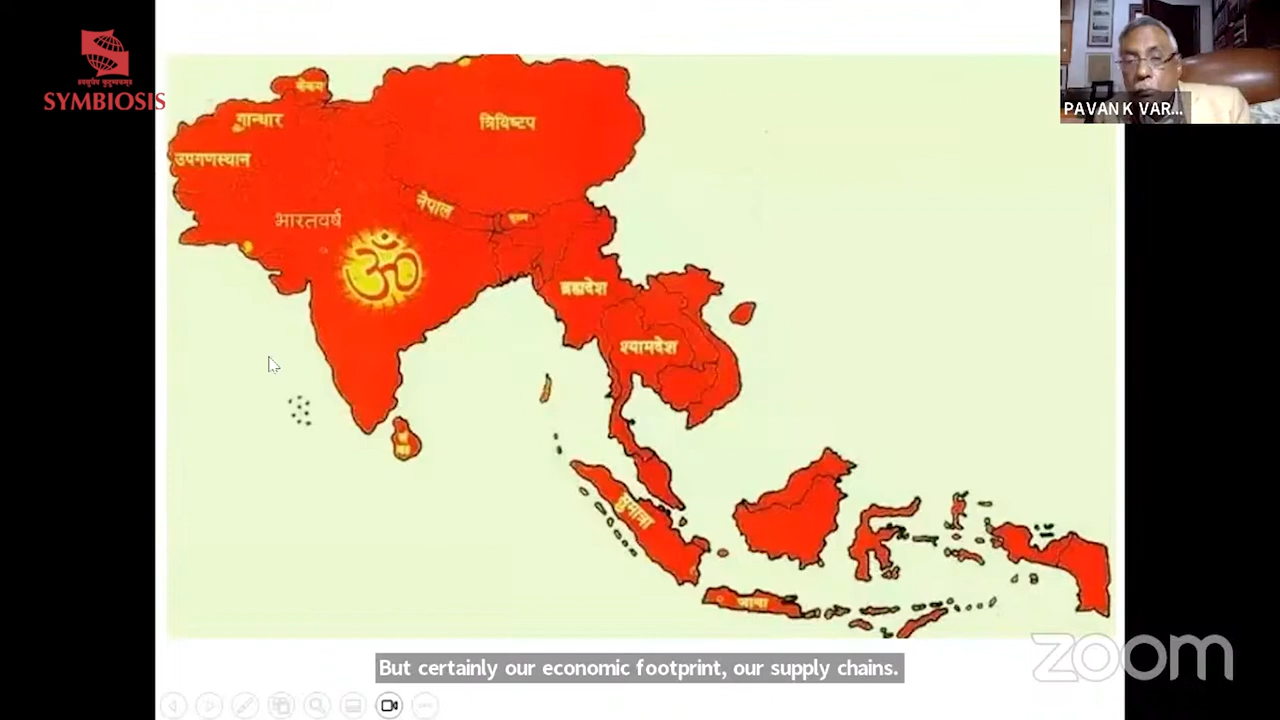 SYMBIOSIS
PAVAN K VAR...
गान्धार
त्रियिष्टप
उपगणस्थान
नेपाल
भारतवर्ष
ॐ
ब्रह्मदेश
श्यामदेश
सुमात्रा
जावा
But certainly our economic footprint, our supply chains.
zoom